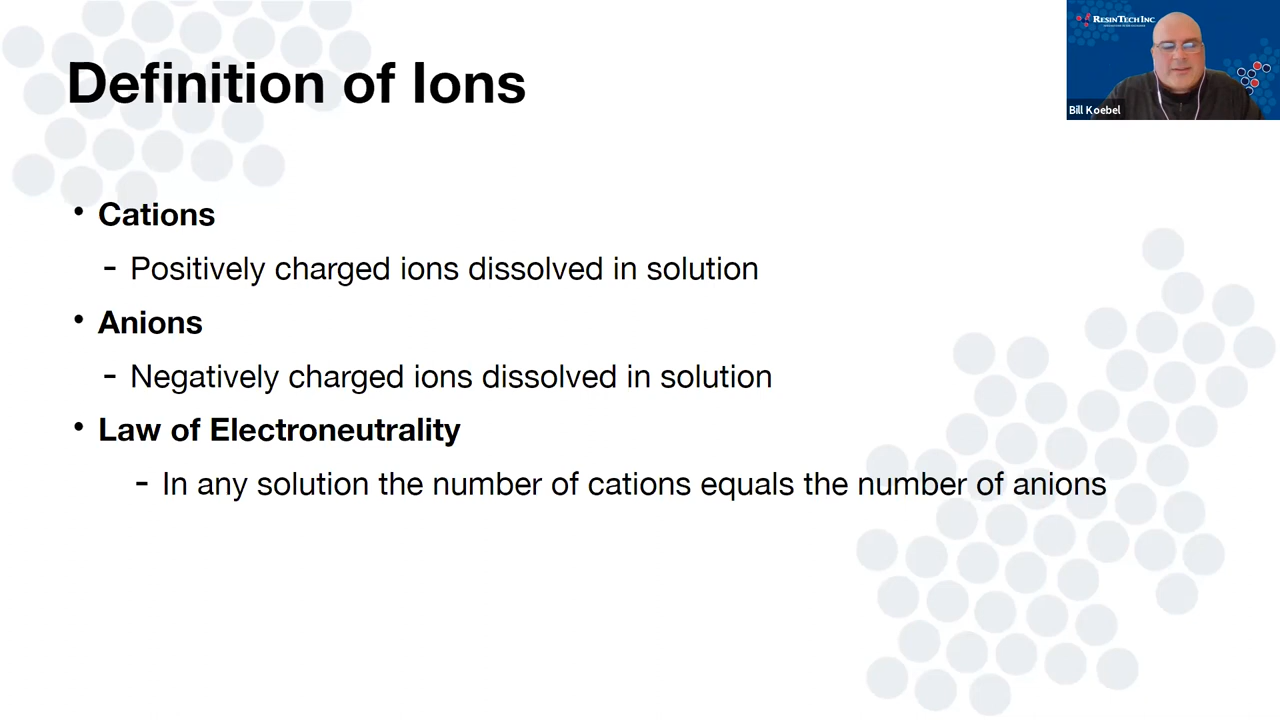 Definition of Ions
RESINTECH INC
Bill Koebel
• Cations
- Positively charged ions dissolved in solution
• Anions
- Negatively charged ions dissolved in solution
• Law of Electroneutrality
- In any solution the number of cations equals the number of anions